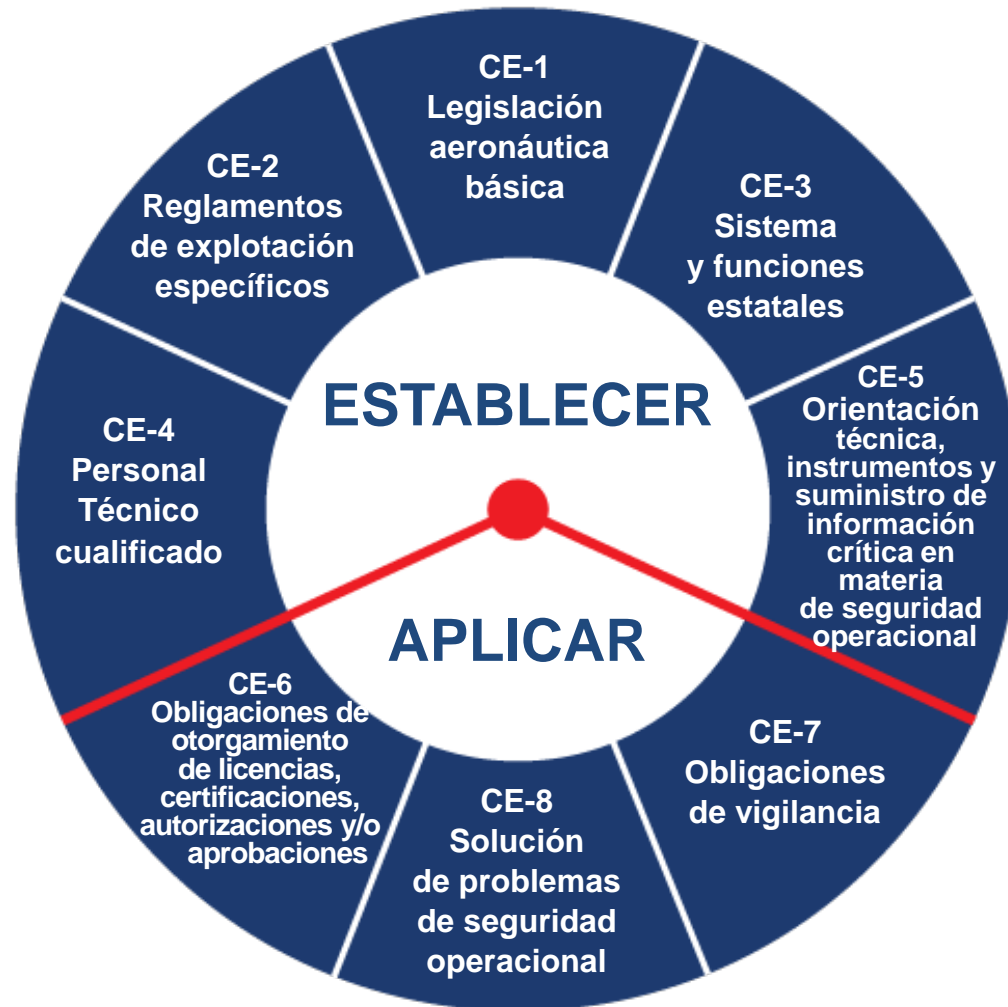 CE-1
Legislación
aeronáutica
básica
CE-2
Reglamentos
de explotación
específicos
CE-3
Sistema
y funciones
estatales
CE-4
Personal
Técnico
cualificado
ESTABLECER
CE-5
Orientación
técnica,
instrumentos y
suministro de
información
crítica en
materia
de seguridad
operacional
APLICAR
CE-6
Obligaciones de
otorgamiento
de licencias,
certificaciones,
autorizaciones y/o
aprobaciones
CE-8
Solución
de problemas
de seguridad
operacional
CE-7
Obligaciones
de vigilancia